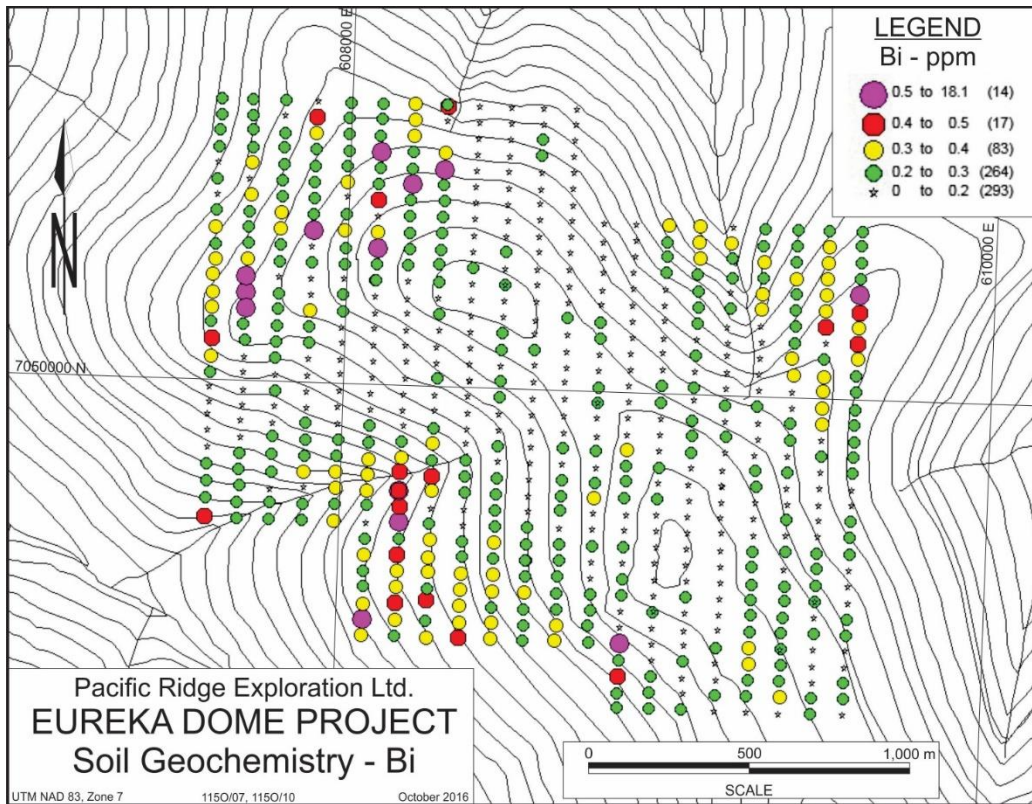 608000 E
LEGEND
Bi - ppm
0.5 to 18.1 (14)
0.4 to 0.5 (17)
0.3 to 0.4 (83)
0.2 to 0.3 (264)
0 to 0.2 (293)
N
610000 E
7050000 N
Pacific Ridge Exploration Ltd.
EUREKA DOME PROJECT
Soil Geochemistry - Bi
UTM NAD 83, Zone 7 115O/07, 115O/10 October 2016
0 500 1,000 m
SCALE